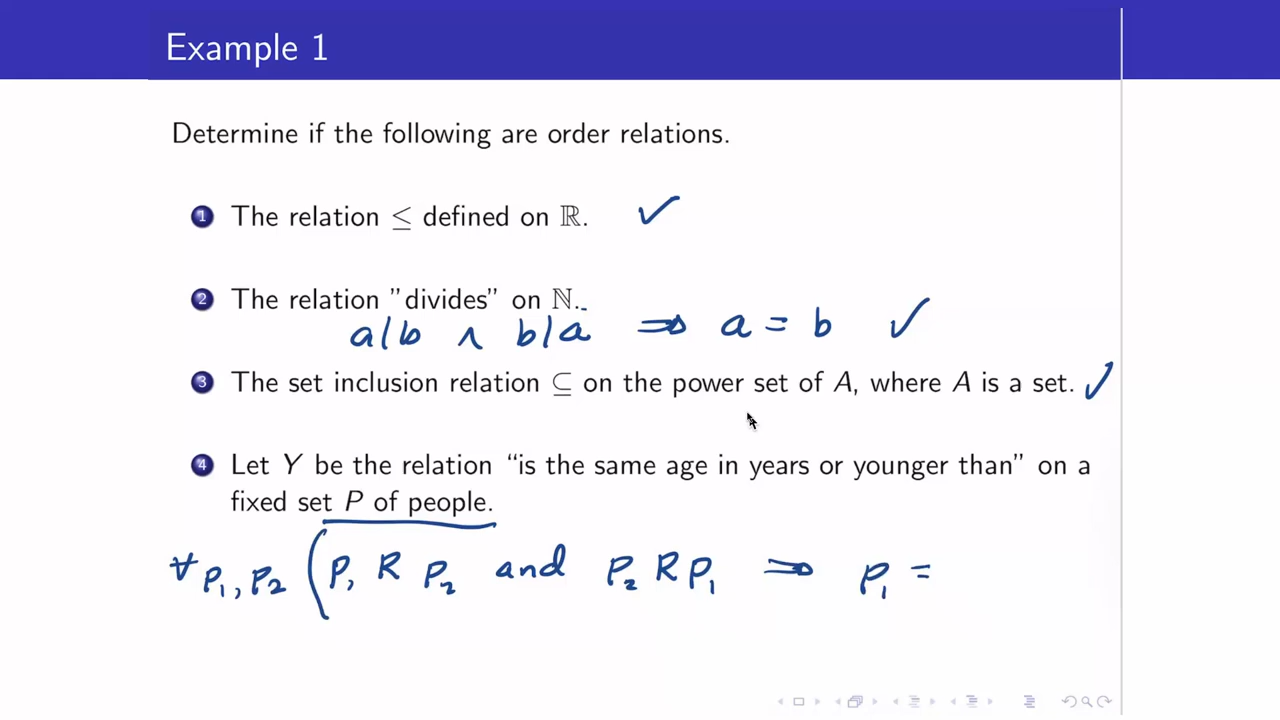 Example 1
Determine if the following are order relations.
1 The relation ≤ defined on ℝ. ✓
2 The relation ”divides” on ℕ.
a|b ∧ b|a ⇒ a = b ✓
3 The set inclusion relation ⊆ on the power set of A, where A is a set. ✓
4 Let Y be the relation “is the same age in years or younger than” on a
fixed set P of people.
∀ p₁, p₂ (p₁ R p₂ and p₂ R p₁ ⇒ p₁ =